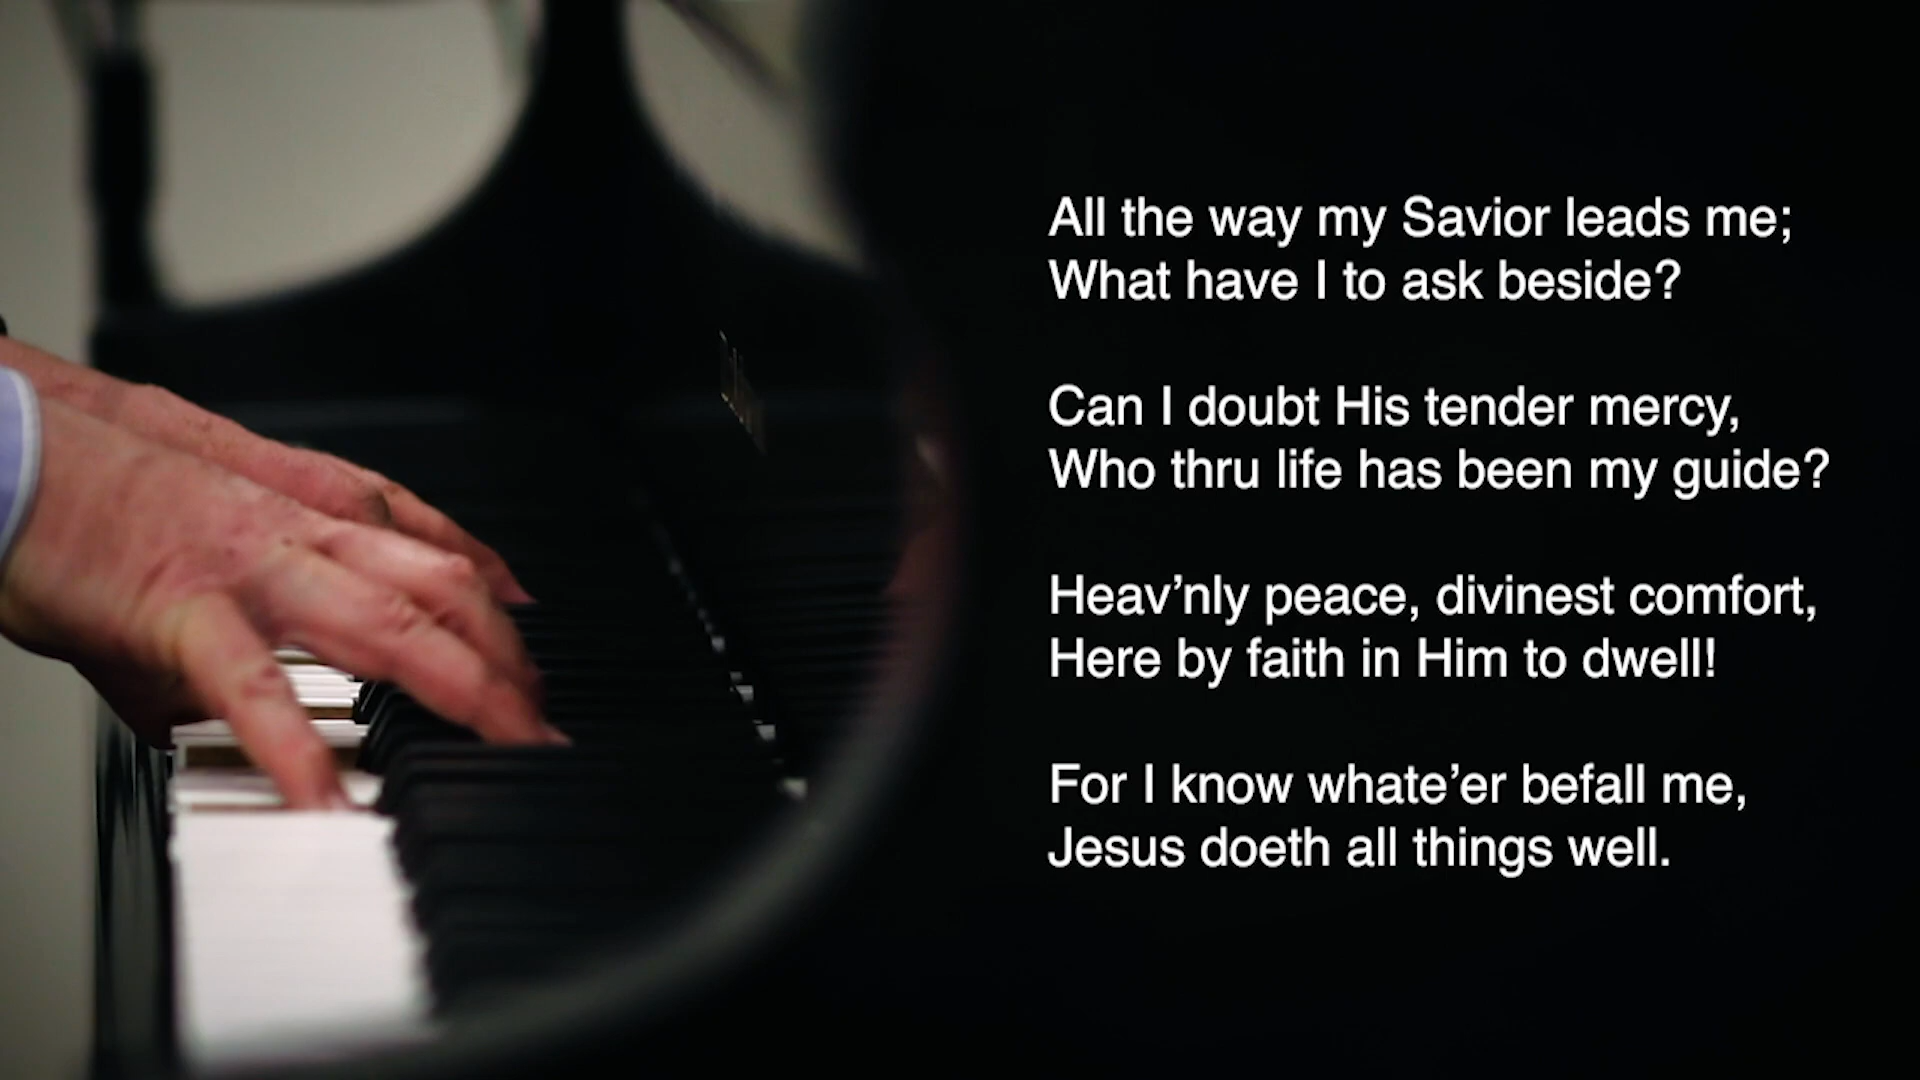 All the way my Savior leads me;
What have I to ask beside?
Can I doubt His tender mercy,
Who thru life has been my guide?
Heav’nly peace, divinest comfort,
Here by faith in Him to dwell!
For I know whate’er befall me,
Jesus doeth all things well.